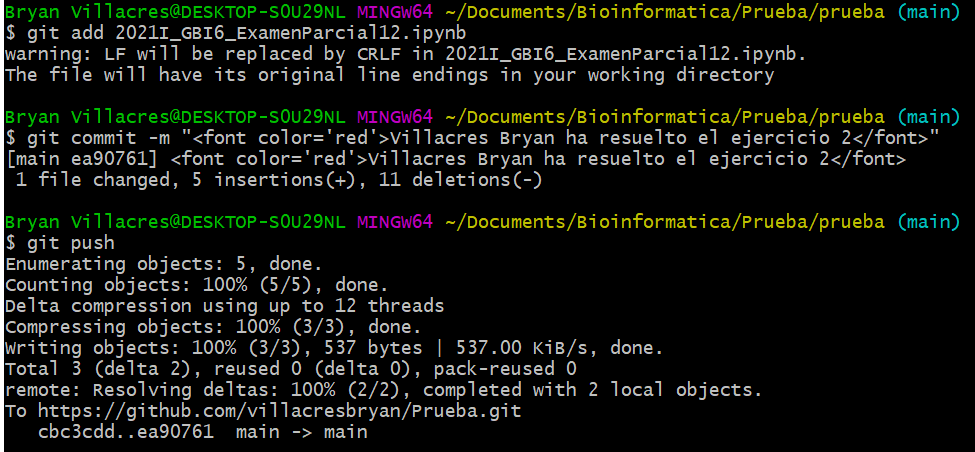 Bryan Villacres@DESKTOP-S0U29NL MINGW64 ~/Documents/Bioinformatica/Prueba/prueba (main)
$ git add 2021I_GBI6_ExamenParcial12.ipynb
warning: LF will be replaced by CRLF in 2021I_GBI6_ExamenParcial12.ipynb.
The file will have its original line endings in your working directory
Bryan Villacres@DESKTOP-S0U29NL MINGW64 ~/Documents/Bioinformatica/Prueba/prueba (main)
$ git commit -m "<font color='red'>Villacres Bryan ha resuelto el ejercicio 2</font>"
[main ea90761] <font color='red'>Villacres Bryan ha resuelto el ejercicio 2</font>
 1 file changed, 5 insertions(+), 11 deletions(-)
Bryan Villacres@DESKTOP-S0U29NL MINGW64 ~/Documents/Bioinformatica/Prueba/prueba (main)
$ git push
Enumerating objects: 5, done.
Counting objects: 100% (5/5), done.
Delta compression using up to 12 threads
Compressing objects: 100% (3/3), done.
Writing objects: 100% (3/3), 537 bytes | 537.00 KiB/s, done.
Total 3 (delta 2), reused 0 (delta 0), pack-reused 0
remote: Resolving deltas: 100% (2/2), completed with 2 local objects.
To https://github.com/villacresbryan/Prueba.git
   cbc3cdd..ea90761  main -> main